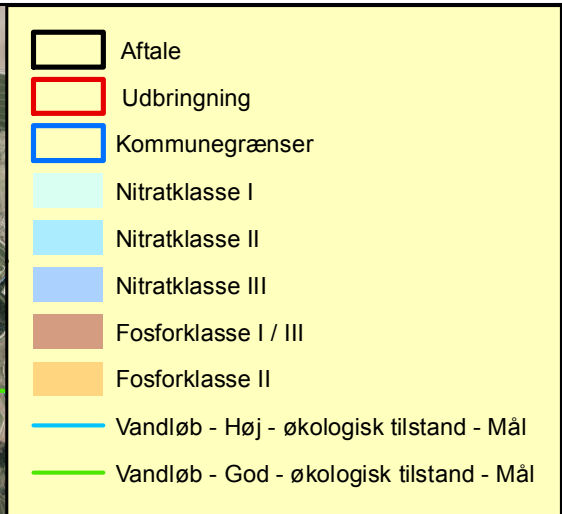 Aftale
Udbringning
Kommunegrænser
Nitratklasse I
Nitratklasse II
Nitratklasse III
Fosforklasse I / III
Fosforklasse II
Vandløb - Høj - økologisk tilstand - Mål
Vandløb - God - økologisk tilstand - Mål